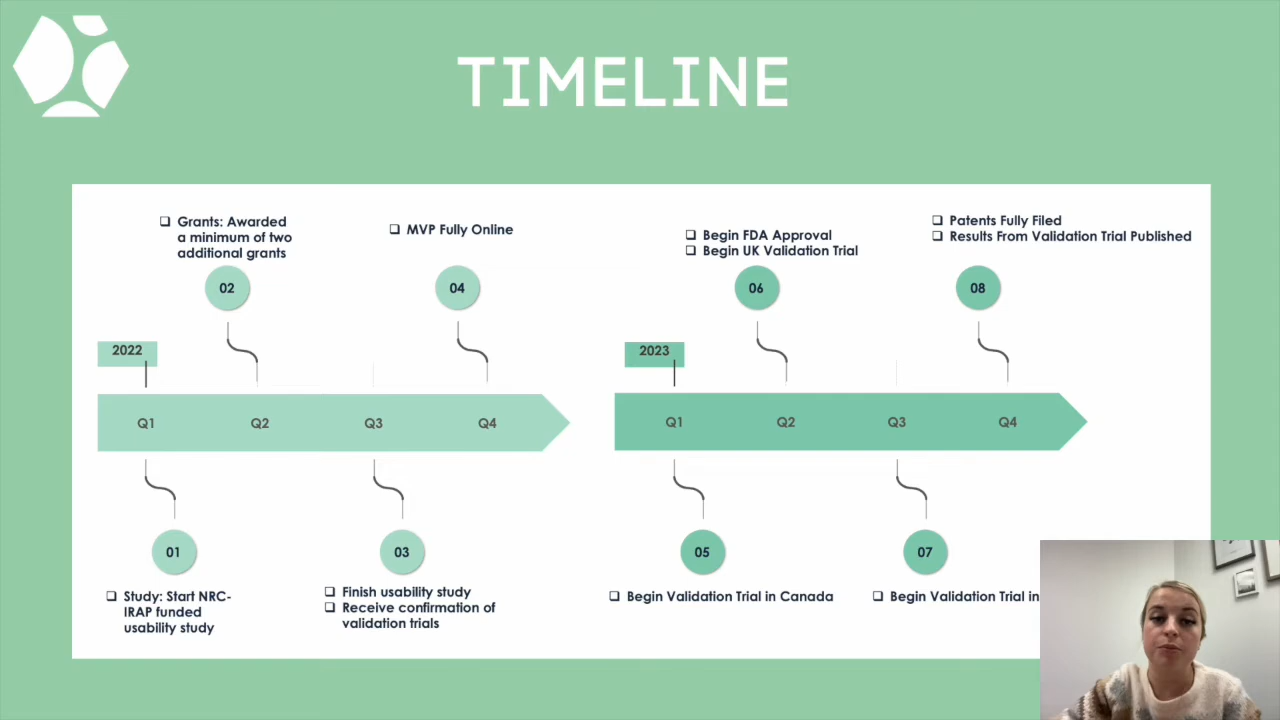 TIMELINE
❑ Grants: Awarded
a minimum of two
additional grants
❑ MVP Fully Online
❑ Begin FDA Approval
❑ Begin UK Validation Trial
❑ Patents Fully Filed
❑ Results From Validation Trial Published
02
04
06
08
2022
2023
Q1 Q2 Q3 Q4
Q1 Q2 Q3 Q4
01
03
05
07
❑ Study: Start NRC-
IRAP funded
usability study
❑ Finish usability study
❑ Receive confirmation of
validation trials
❑ Begin Validation Trial in Canada
❑ Begin Validation Trial in